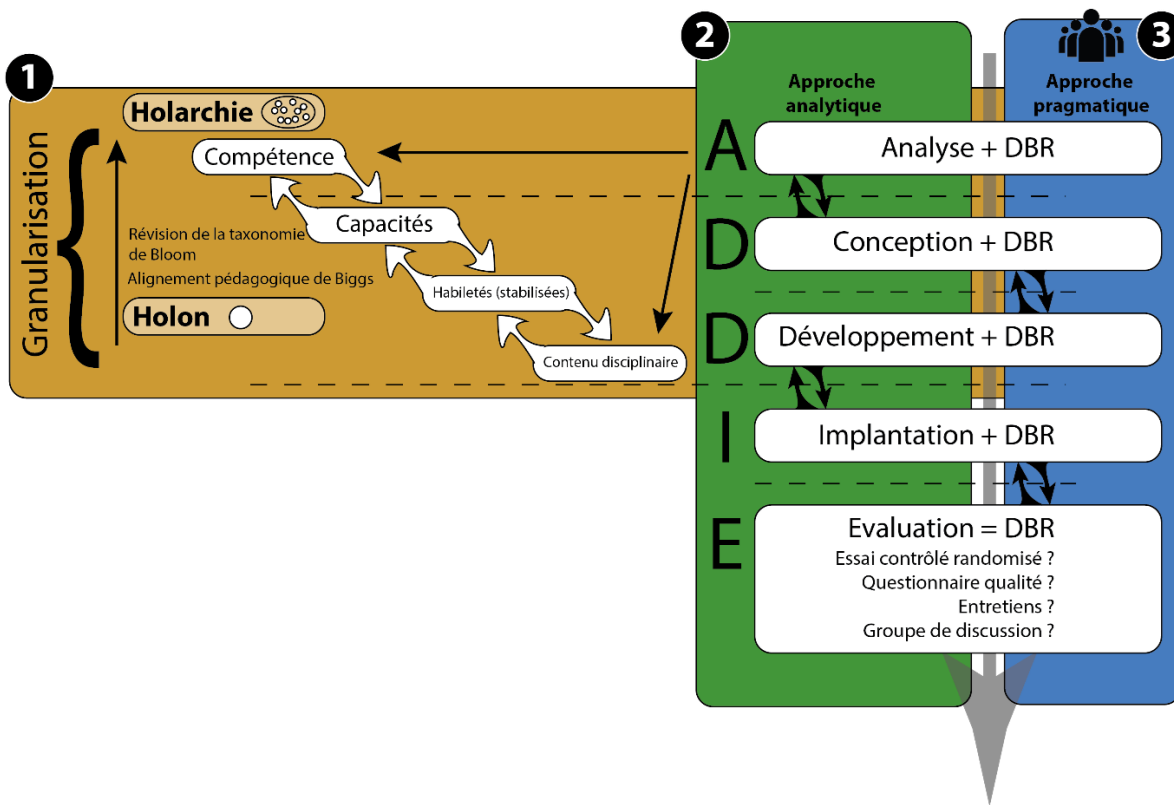 1
Granularisation
Holarchie
Compétence
Capacités
Révision de la taxonomie
de Bloom
Alignement pédagogique de Biggs
Habiletés (stabilisées)
Holon
Contenu disciplinaire
2
Approche
analytique
3
Approche
pragmatique
A
Analyse + DBR
D
Conception + DBR
D
Développement + DBR
I
Implantation + DBR
E
Evaluation = DBR
Essai contrôlé randomisé ?
Questionnaire qualité ?
Entretiens ?
Groupe de discussion ?